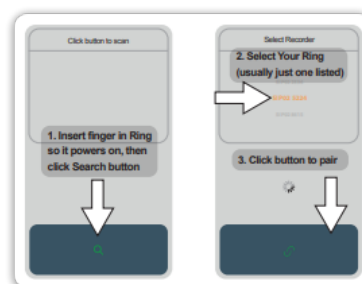 Click button to scan
1. Insert finger in Ring
so it powers on, then
click Search button
Select Recorder
2. Select Your Ring
(usually just one listed)
3. Click button to pair